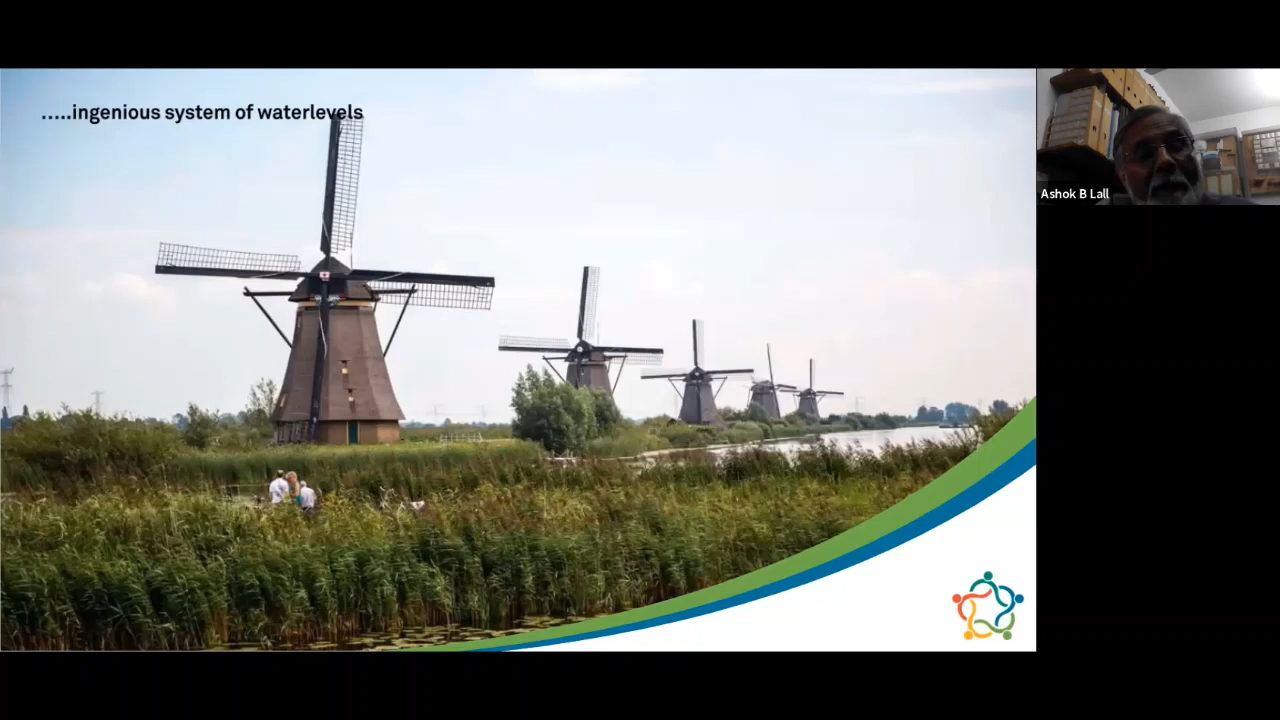 .....ingenious system of waterlevels
Ashok B Lall